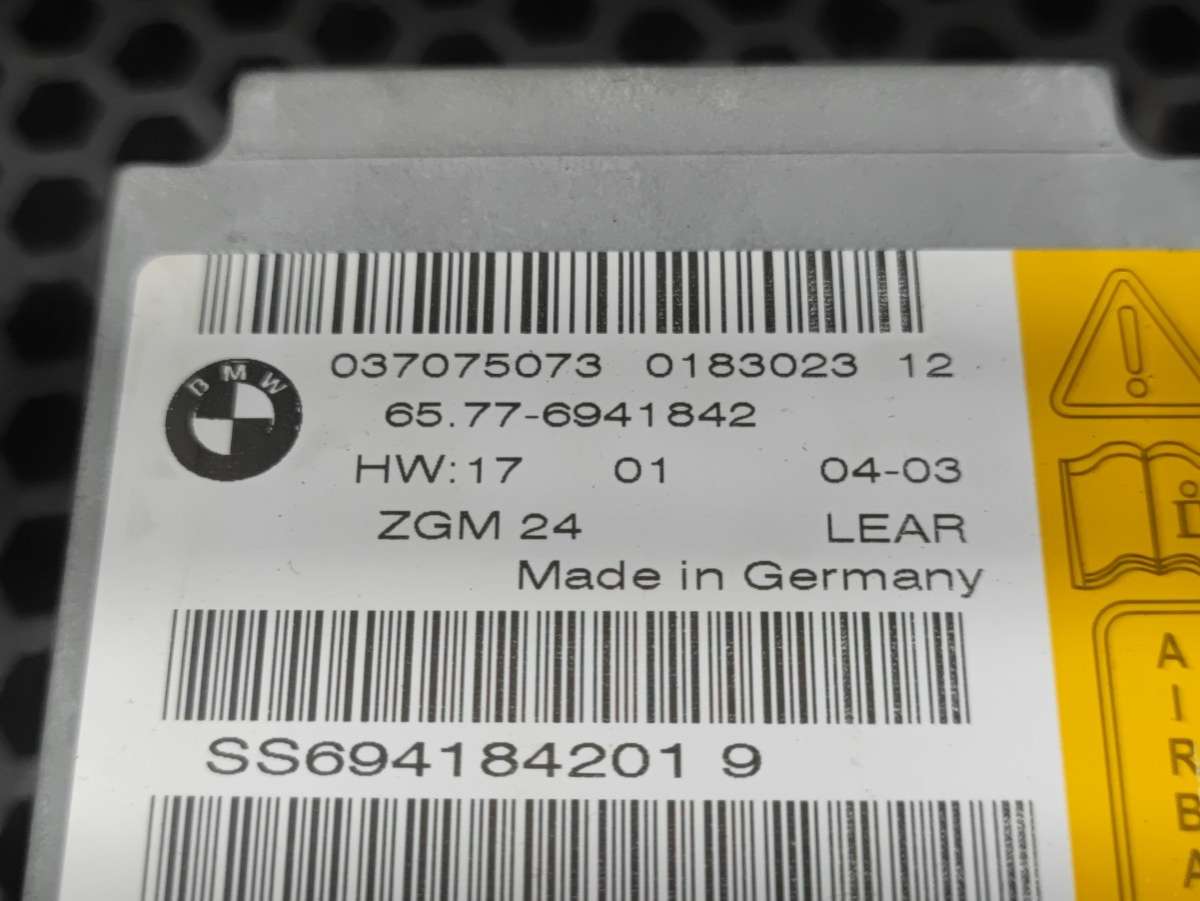 BMW
037075073 0183023 12
65.77-6941842
HW:17 01 04-03
ZGM 24 LEAR
Made in Germany
SS694184201 9
!
i
A
I
R
B
A